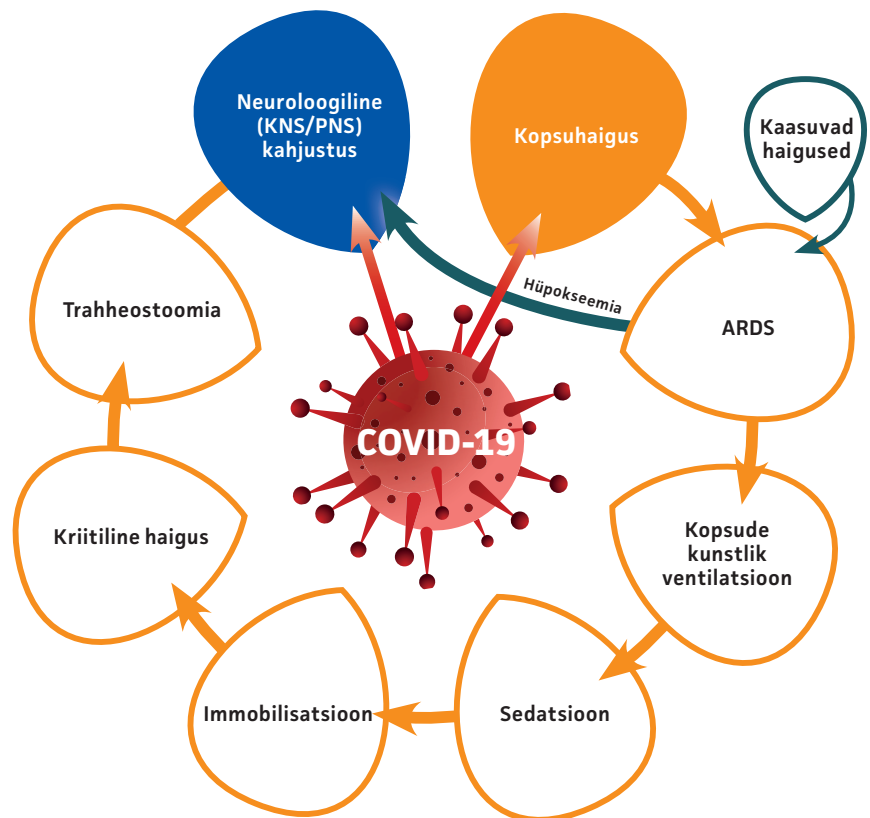 Neuroloogiline
(KNS/PNS)
kahjustus
Kopsuhaigus
Kaasuvad
haigused
Trahheostoomia
Hüpokseemia
ARDS
COVID-19
Kriitiline haigus
Kopsude
kunstlik
ventilatsioon
Immobilisatsioon
Sedatsioon